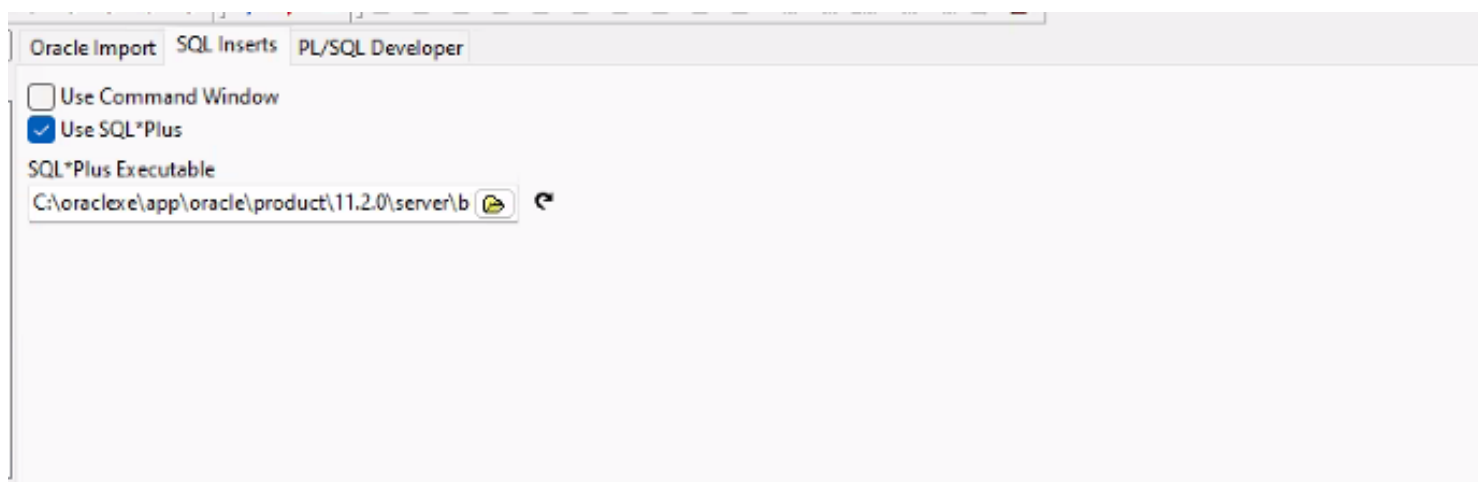 Oracle Import SQL Inserts PL/SQL Developer
Use Command Window
Use SQL*Plus
SQL*Plus Executable
C:\oraclexe\app\oracle\product\11.2.0\server\b